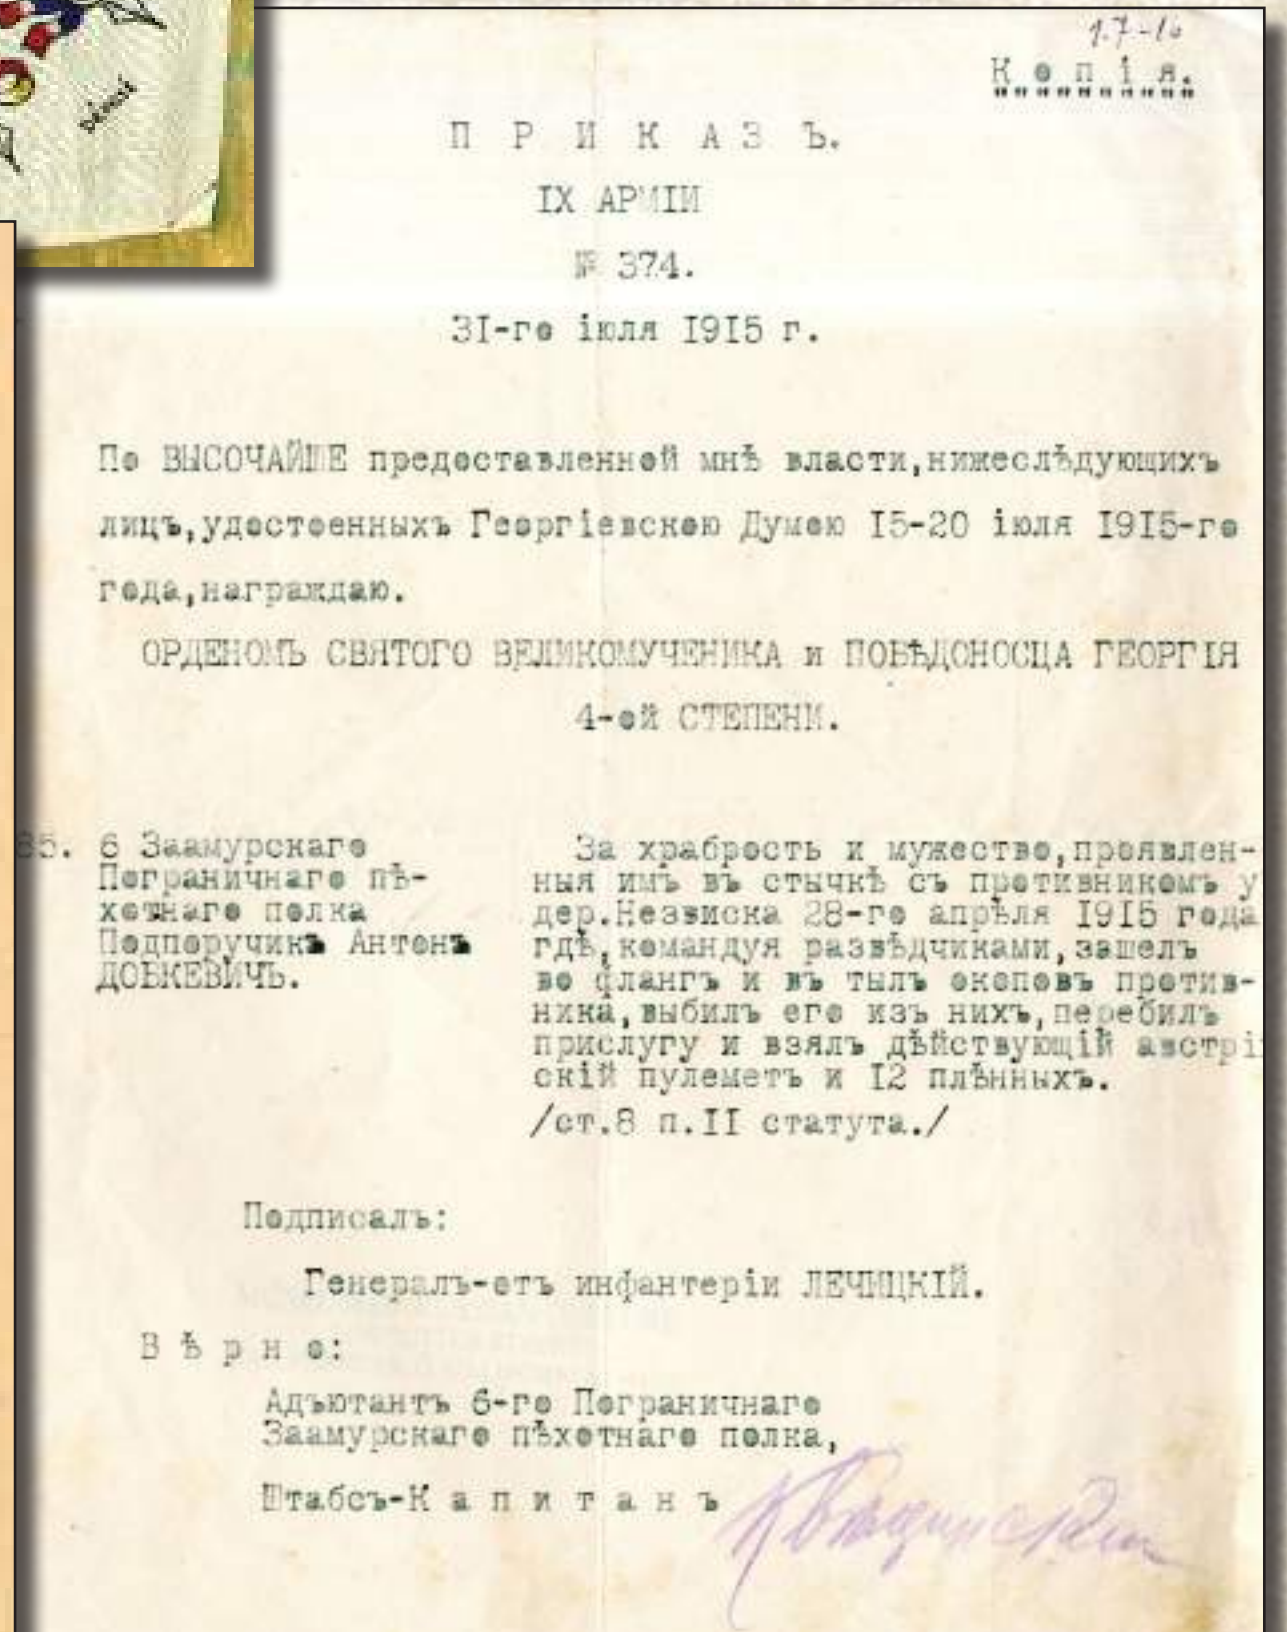 1.7-16
Копія.
ПРИКАЗЪ.
IX АРМІИ
№ 374.
31-го іюля 1915 г.
По ВЫСОЧАЙШЕ предоставленной мнѣ власти,нижеслѣдующихъ
лицъ,удостоенныхъ Георгіевскою Думою 15-20 іюля 1915-го
года,награждаю.
ОРДЕНОМЪ СВЯТОГО ВЕЛИКОМУЧЕНИКА и ПОБѢДОНОСЦА ГЕОРГІЯ
4-ой СТЕПЕНИ.
85. 6 Заамурскаго
Пограничнаго пѣ-
хотнаго полка
Подпоручикъ Антонъ
ДОБКЕВИЧЪ.
За храбрость и мужество,проявлен-
ныя имъ въ стычкѣ съ противникомъ у
дер.Незвиска 28-го апрѣля 1915 года
гдѣ,командуя развѣдчиками,зашелъ
во флангъ и въ тылъ окоповъ против-
ника,выбилъ его изъ нихъ,перебилъ
прислугу и взялъ дѣйствующій австрі
скій пулеметъ и 12 плѣнныхъ.
/ст.8 п.II статута./
Подписалъ:
Генералъ-отъ инфантеріи ЛЕЧИЦКІЙ.
Вѣрно:
Адъютантъ 6-го Пограничнаго
Заамурскаго пѣхотнаго полка,
Штабсъ-Капитанъ